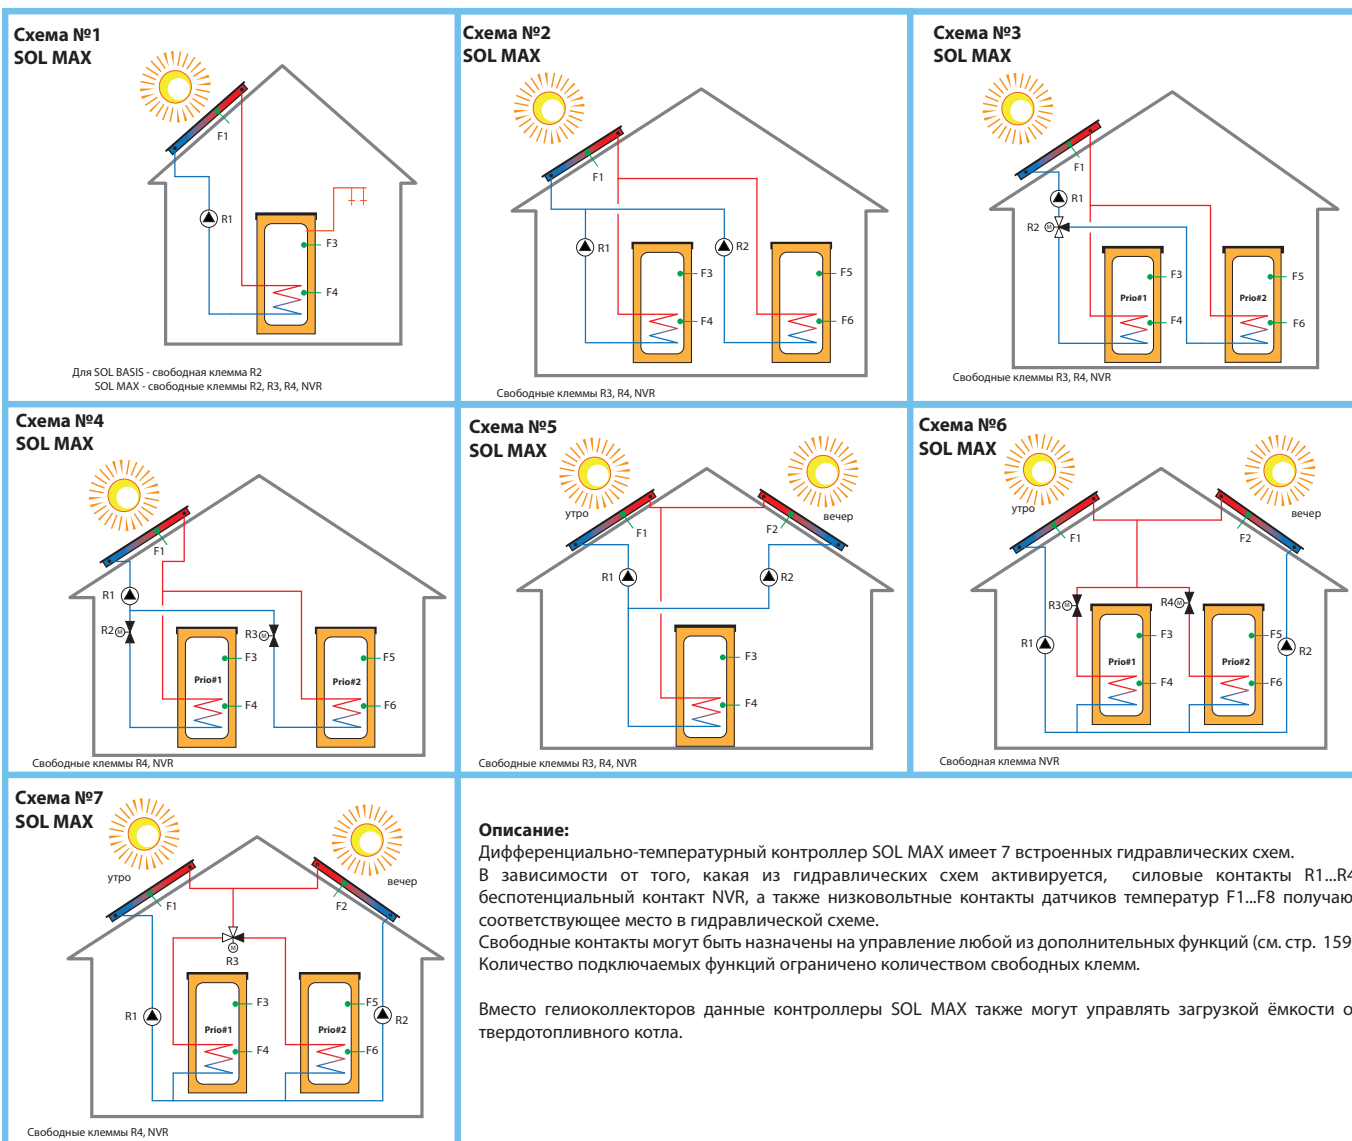 Схема №1
SOL MAX
F1
R1
F3
F4
Для SOL BASIS - свободная клемма R2
SOL MAX - свободные клеммы R2, R3, R4, NVR
Схема №2
SOL MAX
F1
R1
R2
F3
F5
F4
F6
Свободные клеммы R3, R4, NVR
Схема №3
SOL MAX
F1
R1
R2
M
F3
F5
Prio#1
Prio#2
F4
F6
Свободные клеммы R3, R4, NVR
Схема №4
SOL MAX
F1
R1
R2
M
R3
M
F3
F5
Prio#1
Prio#2
F4
F6
Свободные клеммы R4, NVR
Схема №5
SOL MAX
утро
вечер
F1
F2
R1
R2
F3
F4
Свободные клеммы R3, R4, NVR
Схема №6
SOL MAX
утро
вечер
F1
F2
R3
M
R4
M
R1
F3
F5
R2
Prio#1
Prio#2
F4
F6
Свободная клемма NVR
Схема №7
SOL MAX
утро
вечер
F1
F2
M
R3
F3
F5
R1
R2
Prio#1
Prio#2
F4
F6
Свободные клеммы R4, NVR
Описание:
Дифференциально-температурный контроллер SOL MAX имеет 7 встроенных гидравлических схем.
В зависимости от того, какая из гидравлических схем активируется, силовые контакты R1...R4
беспотенциальный контакт NVR, а также низковольтные контакты датчиков температур F1...F8 получаю
соответствующее место в гидравлической схеме.
Свободные контакты могут быть назначены на управление любой из дополнительных функций (см. стр. 159
Количество подключаемых функций ограничено количеством свободных клемм.
Вместо гелиоколлекторов данные контроллеры SOL MAX также могут управлять загрузкой ёмкости о
твердотопливного котла.